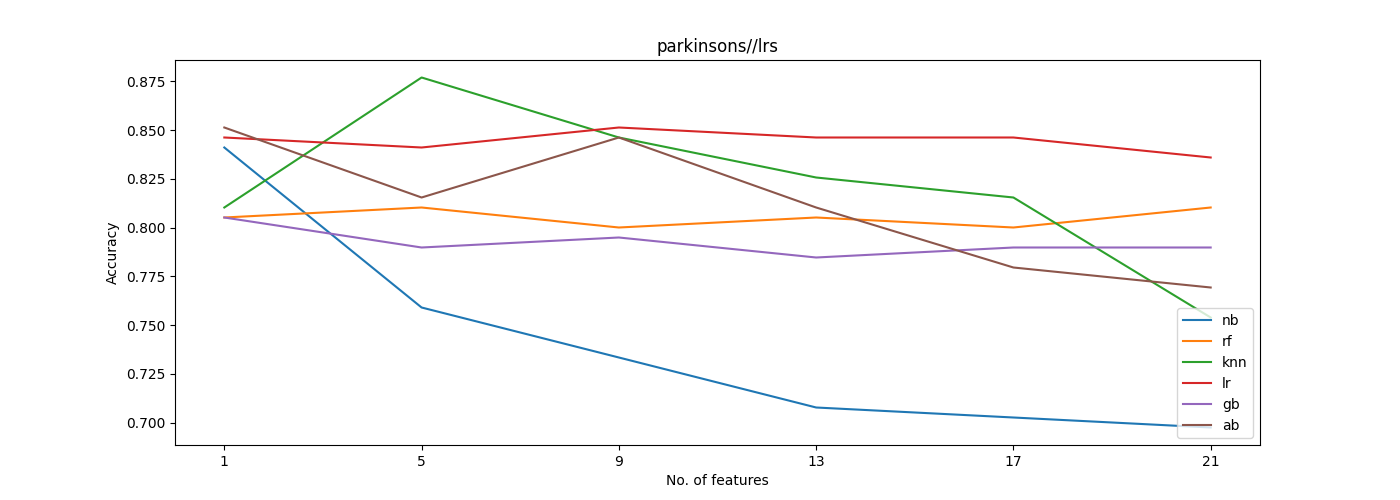 parkinsons//lrs
Accuracy
0.875
0.850
0.825
0.800
0.775
0.750
0.725
0.700
nb
rf
knn
lr
gb
ab
1 5 9 13 17 21
No. of features